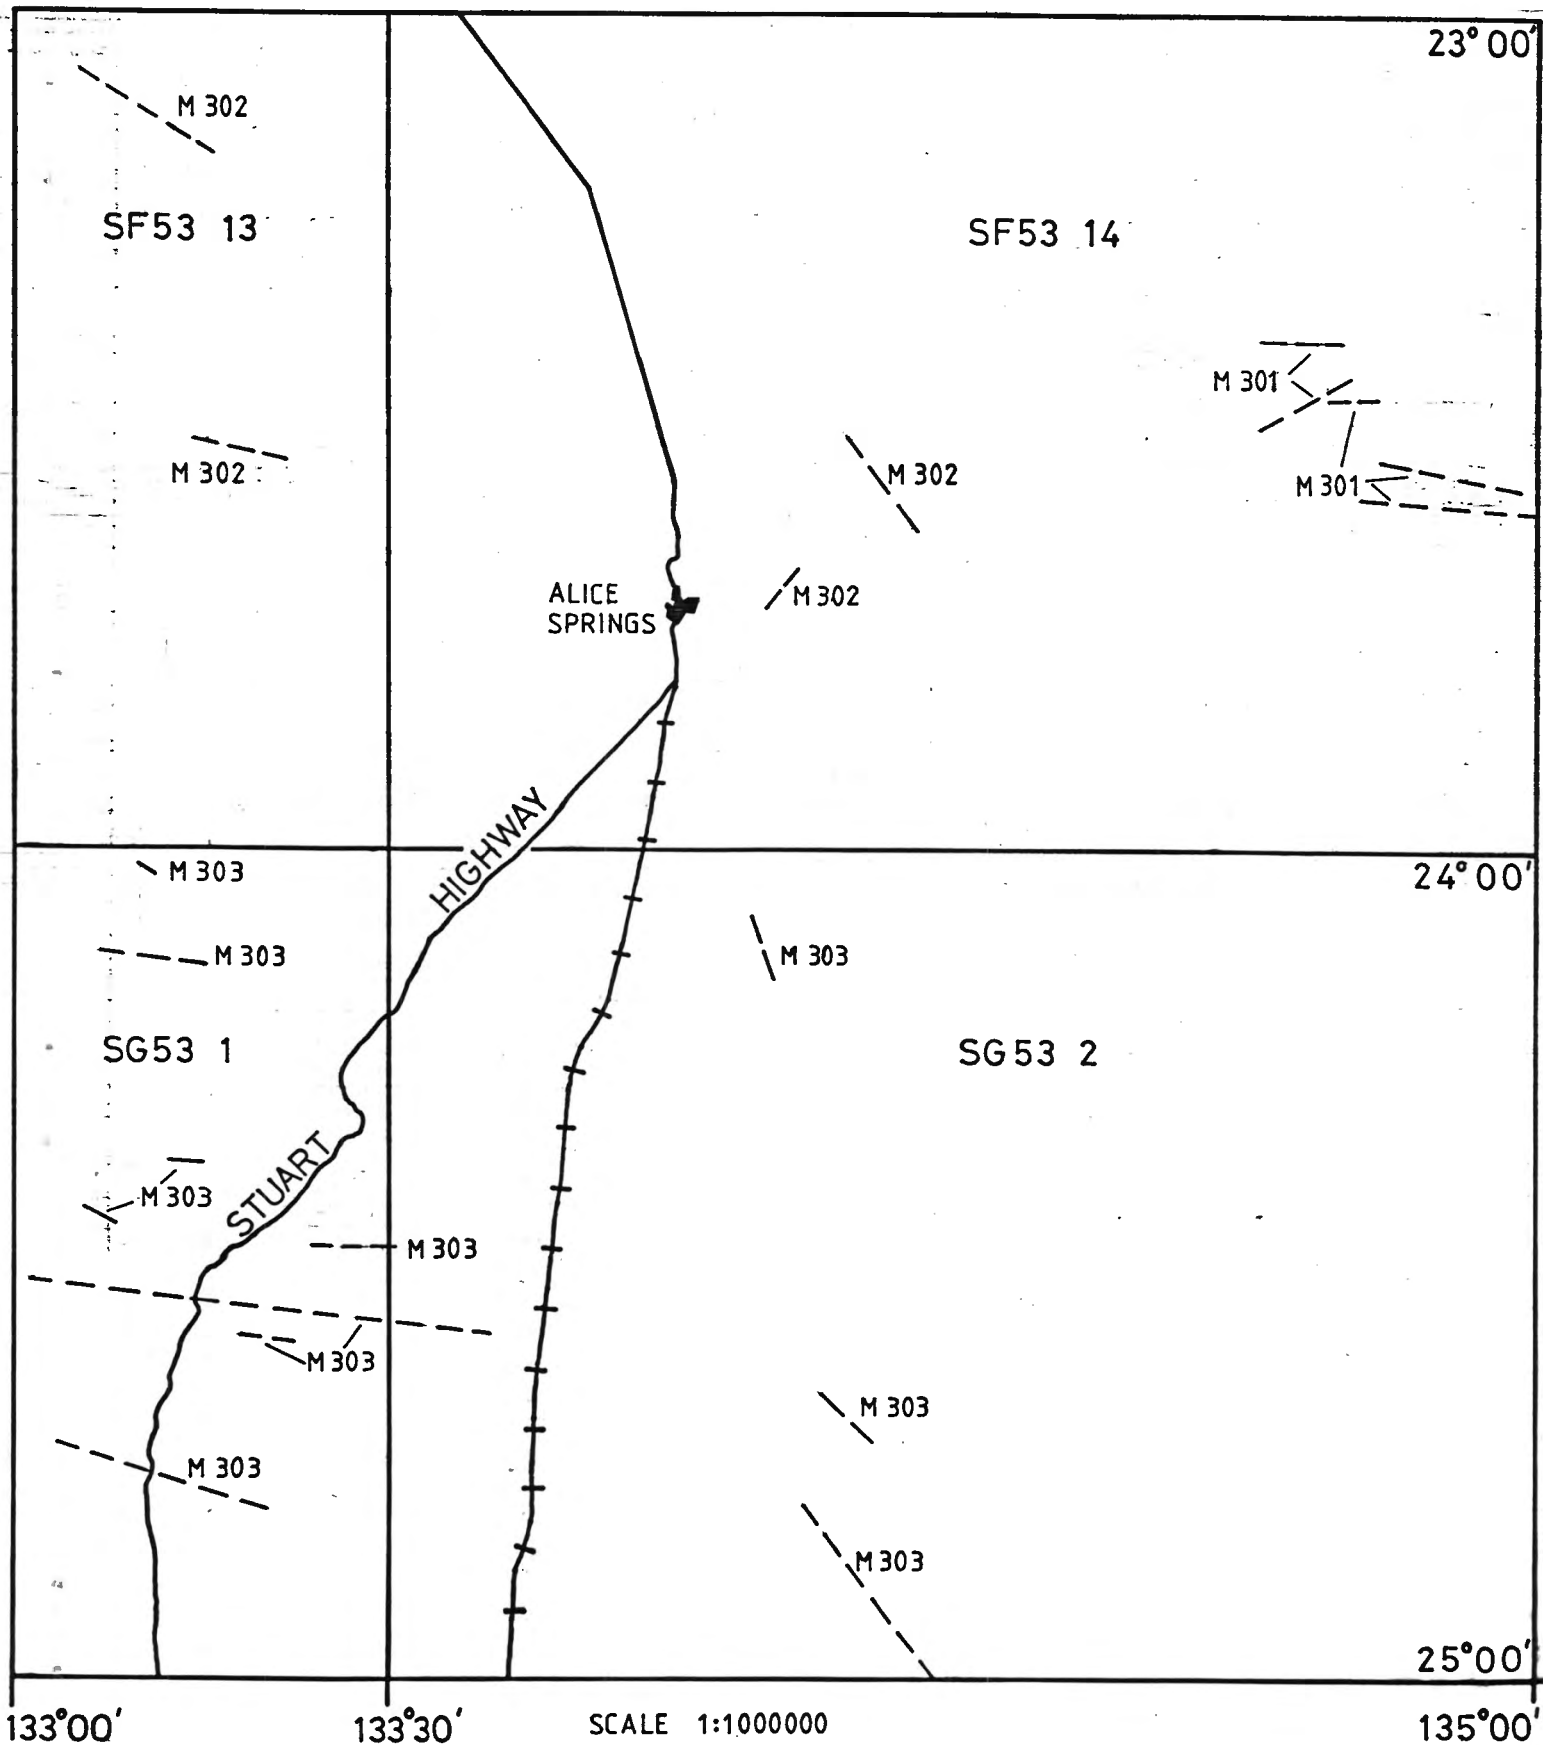 23°00'
M 302
SF53 13
SF53 14
M 301
M 302
M 302
M 301
ALICE
SPRINGS
M 302
HIGHWAY
M 303
24°00'
M 303
M 303
SG53 1
SG53 2
STUART
M 303
M 303
M 303
M 303
M 303
M 303
25°00'
133°00'
133°30'
SCALE 1:1000000
135°00'